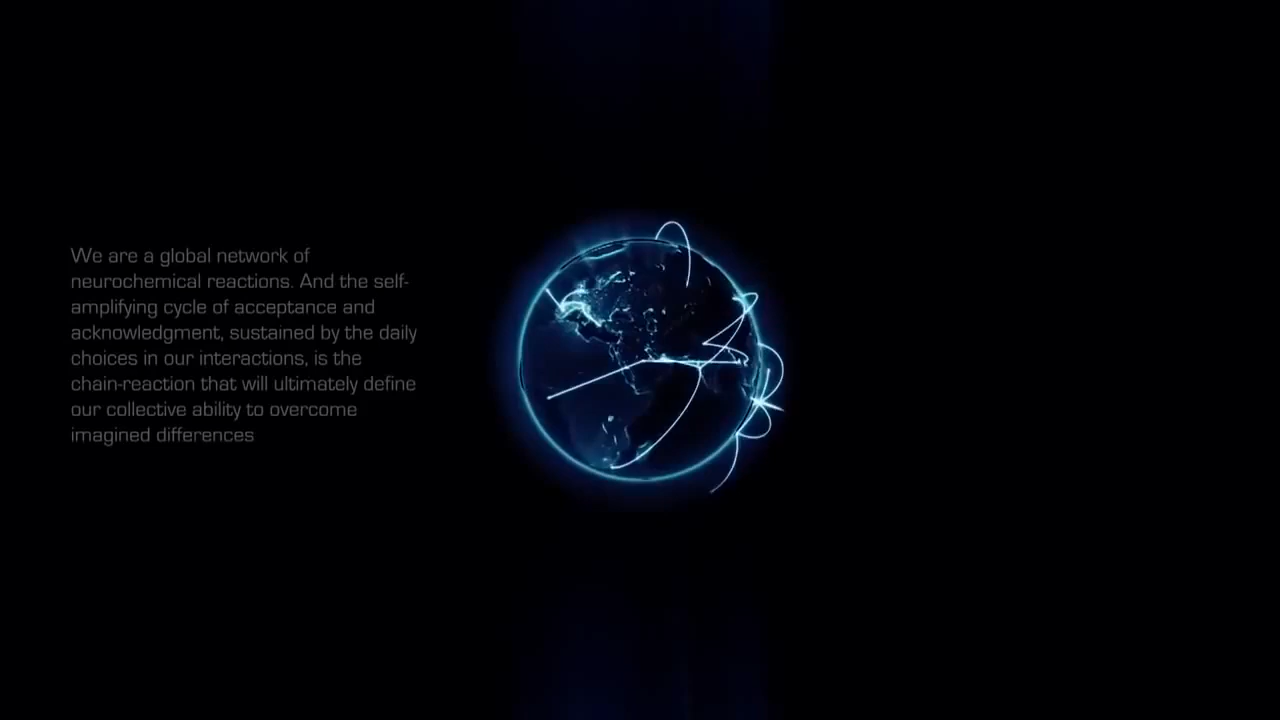 We are a global network of
neurochemical reactions. And the self-
amplifying cycle of acceptance and
acknowledgment, sustained by the daily
choices in our interactions, is the
chain-reaction that will ultimately define
our collective ability to overcome
imagined differences